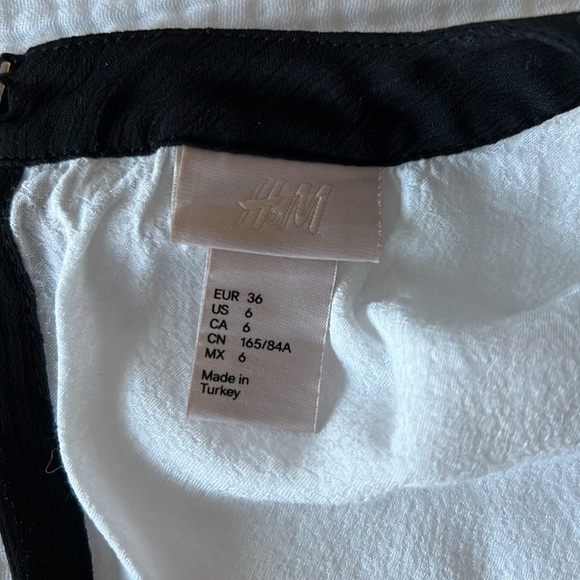 H&M
EUR 36
US 6
CA 6
CN 165/84A
MX 6
Made in
Turkey